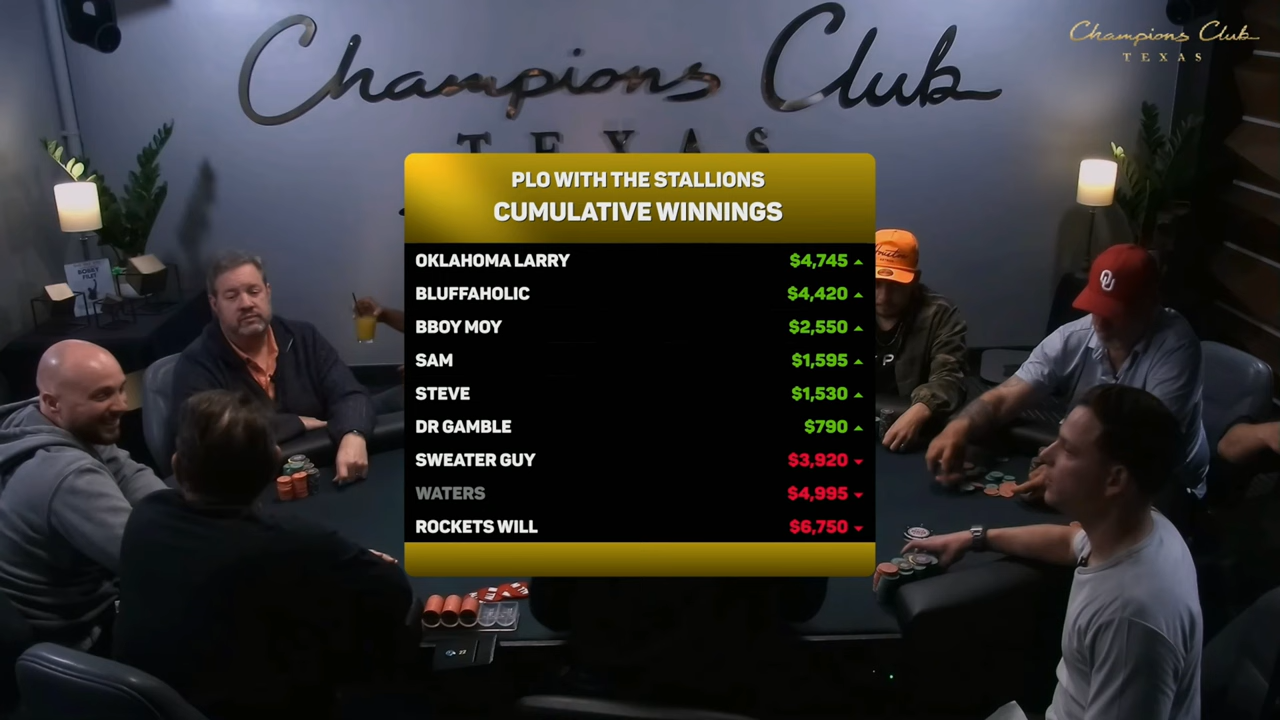 Champions Club
TEXAS
Champions Club
TEXAS
PLO WITH THE STALLIONS
CUMULATIVE WINNINGS
OKLAHOMA LARRY $4,745
BLUFFAHOLIC $4,420
BBOY MOY $2,550
SAM $1,595
STEVE $1,530
DR GAMBLE $790
SWEATER GUY $3,920
WATERS $4,995
ROCKETS WILL $6,750
OU